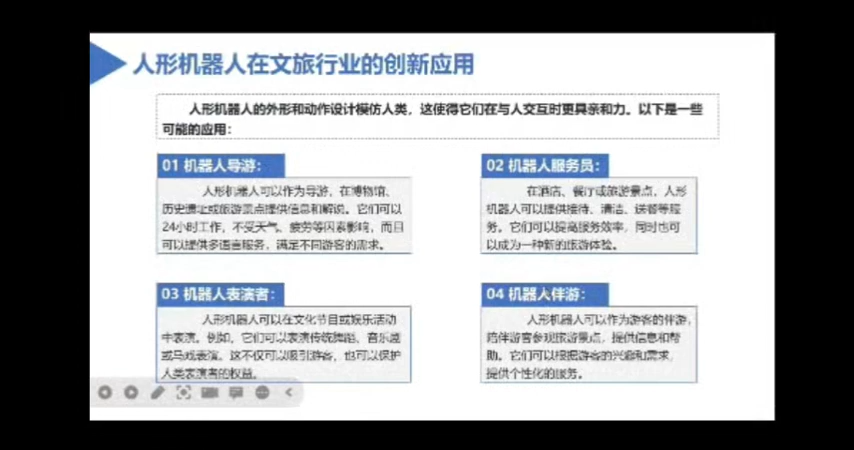 人形机器人在文旅行业的创新应用
人形机器人的外形和动作设计模仿人类，这使得它们在与人交互时更具亲和力。以下是一些
可能的应用：
01 机器人导游：
人形机器人可以作为导游，在博物馆、
历史遗址或旅游景点提供信息和解说。它们可以
24小时工作，不受天气、疲劳等因素影响，而且
可以提供多语言服务，满足不同游客的需求。
02 机器人服务员：
在酒店、餐厅或旅游景点，人形
机器人可以提供接待、清洁、送餐等服
务。它们可以提高服务效率，同时也可
以成为一种新的旅游体验。
03 机器人表演者：
人形机器人可以在文化节目或娱乐活动
中表演。例如，它们可以表演传统舞蹈、音乐剧
或马戏表演。这不仅可以吸引游客，也可以保护
人类表演者的权益。
04 机器人伴游：
人形机器人可以作为游客的伴游，
陪伴游客参观旅游景点，提供信息和帮
助。它们可以根据游客的兴趣和需求，
提供个性化的服务。